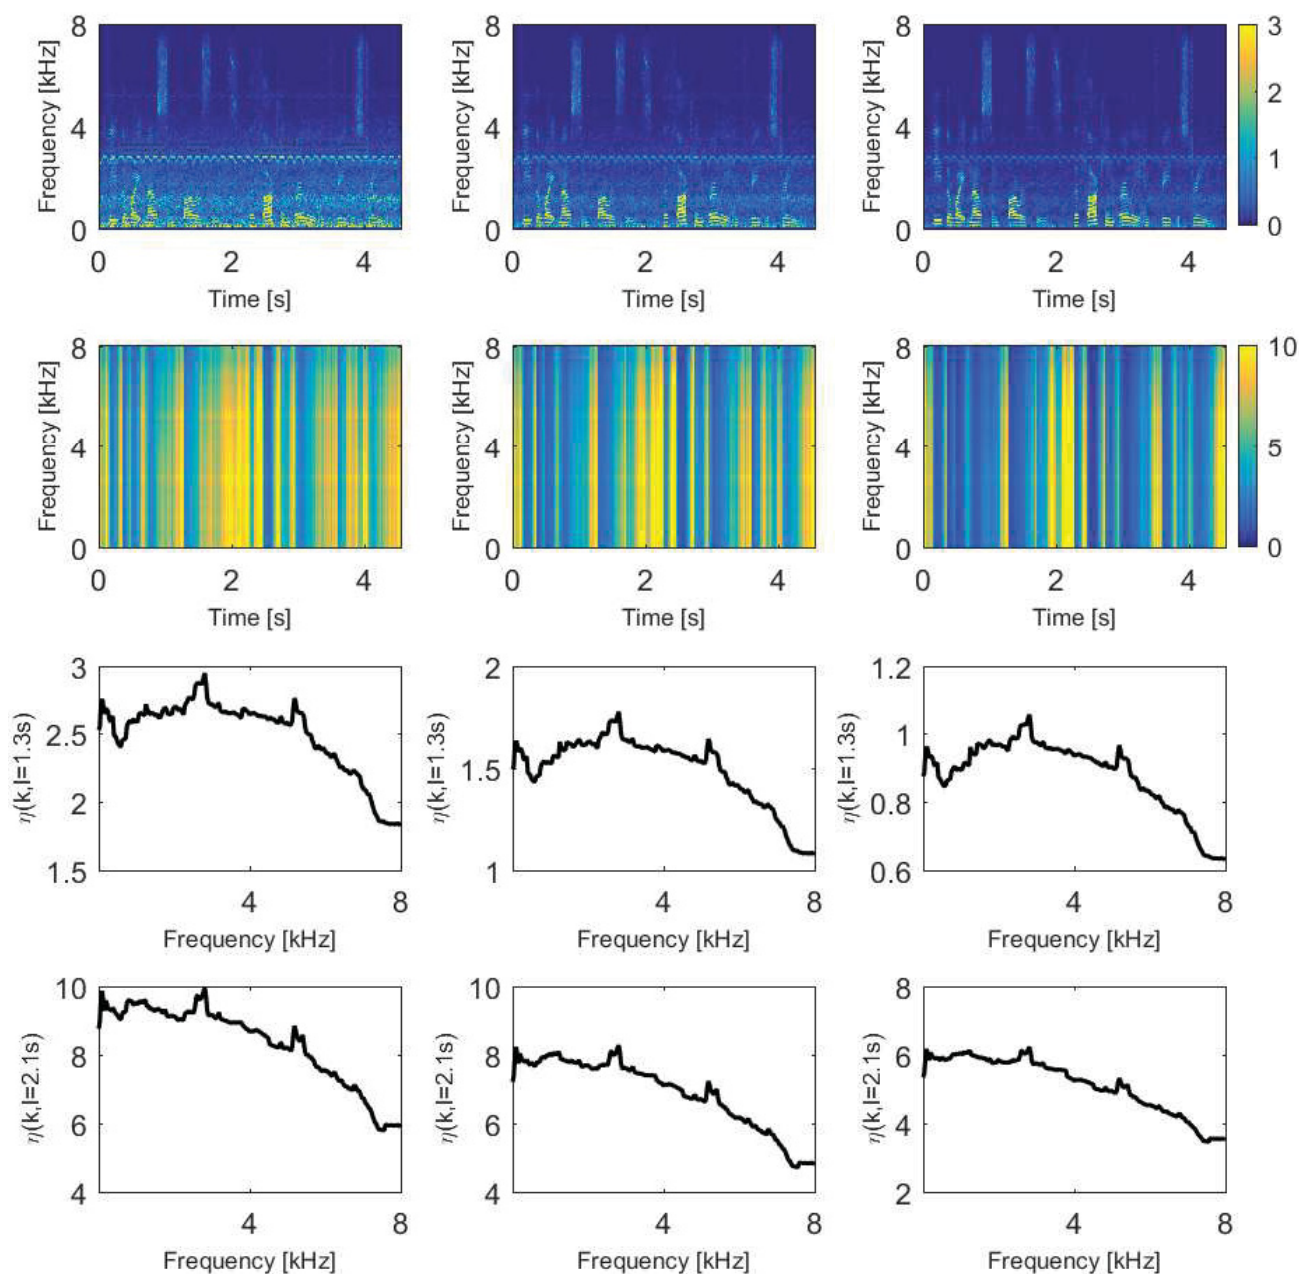 8
4
0
Frequency [kHz]
0 2 4
Time [s]
8
4
0
Frequency [kHz]
0 2 4
Time [s]
8
4
0
Frequency [kHz]
0 2 4
Time [s]
3
2
1
0
8
4
0
Frequency [kHz]
0 2 4
Time [s]
8
4
0
Frequency [kHz]
0 2 4
Time [s]
8
4
0
Frequency [kHz]
0 2 4
Time [s]
10
5
0
3
2.5
2
1.5
η(k,l=1.3s)
4 8
Frequency [kHz]
2
1.5
1
η(k,l=1.3s)
4 8
Frequency [kHz]
1.2
1
0.8
0.6
η(k,l=1.3s)
4 8
Frequency [kHz]
10
8
6
4
η(k,l=2.1s)
4 8
Frequency [kHz]
10
8
6
4
η(k,l=2.1s)
4 8
Frequency [kHz]
8
6
4
2
η(k,l=2.1s)
4 8
Frequency [kHz]